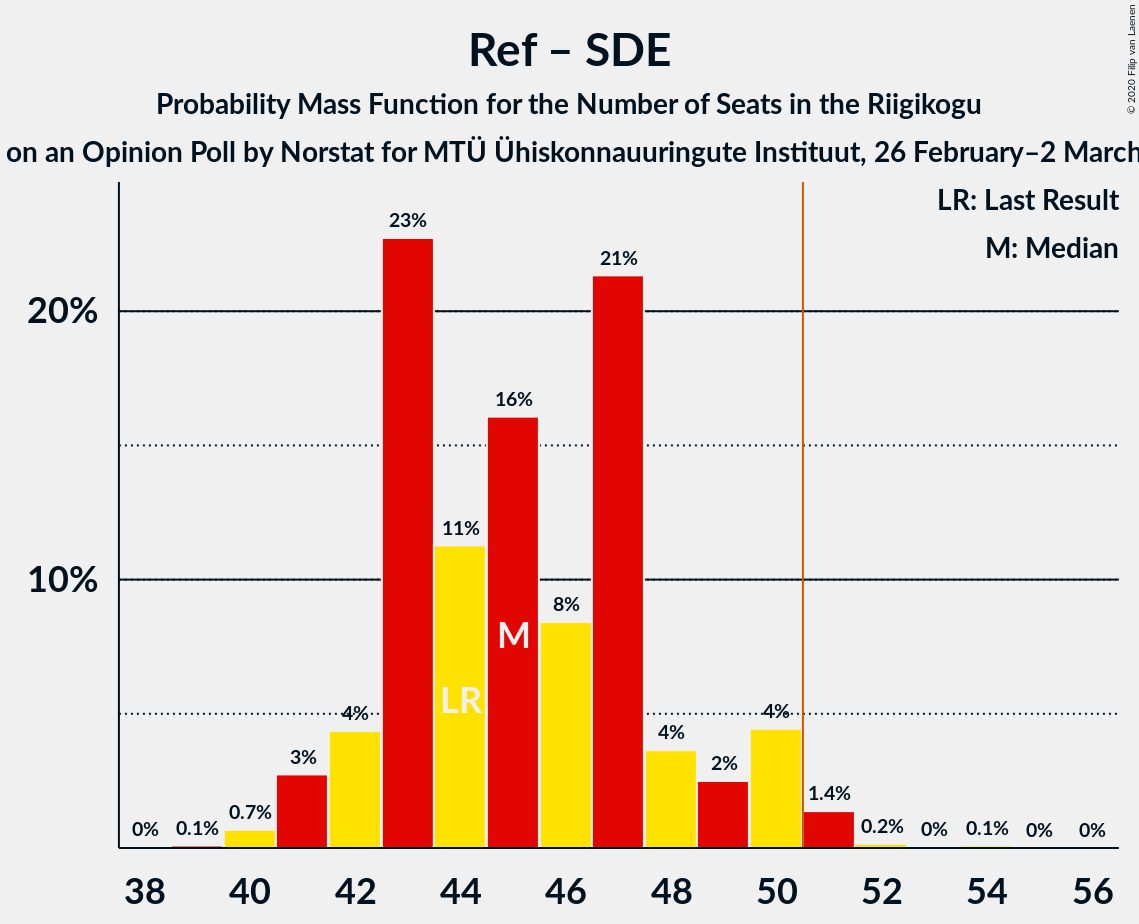 Ref – SDE
Probability Mass Function for the Number of Seats in the Riigikogu
on an Opinion Poll by Norstat for MTÜ Ühiskonnauuringute Instituut, 26 February–2 March
© 2020 Filip van Laenen
LR: Last Result
M: Median
20%
10%
0%
0.1%
0.7%
3%
4%
23%
11%
16%
8%
21%
4%
2%
4%
1.4%
0.2%
0%
0.1%
0%
0%
LR
M
38 40 42 44 46 48 50 52 54 56